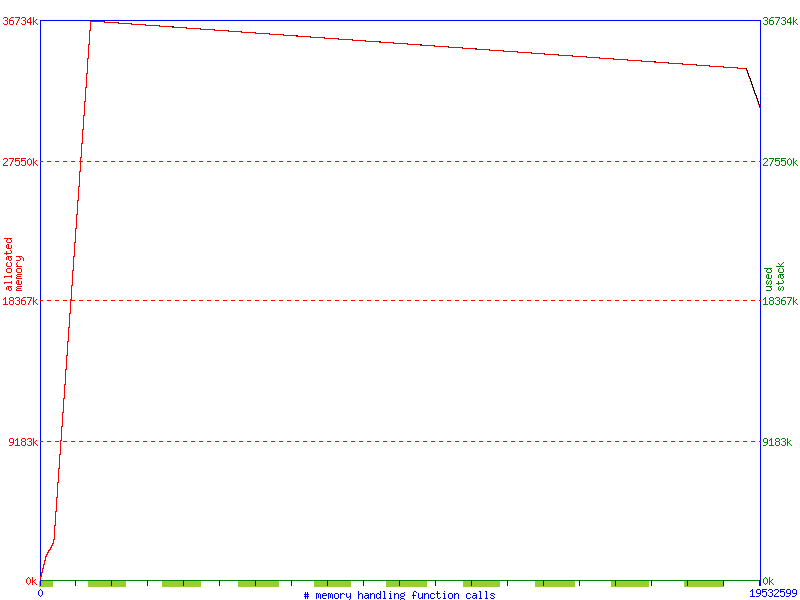 36734k 36734k
27550k 27550k
allocated
memory
used
stack
18367k 18367k
9183k 9183k
0k 0k
0 19532599
# memory handling function calls